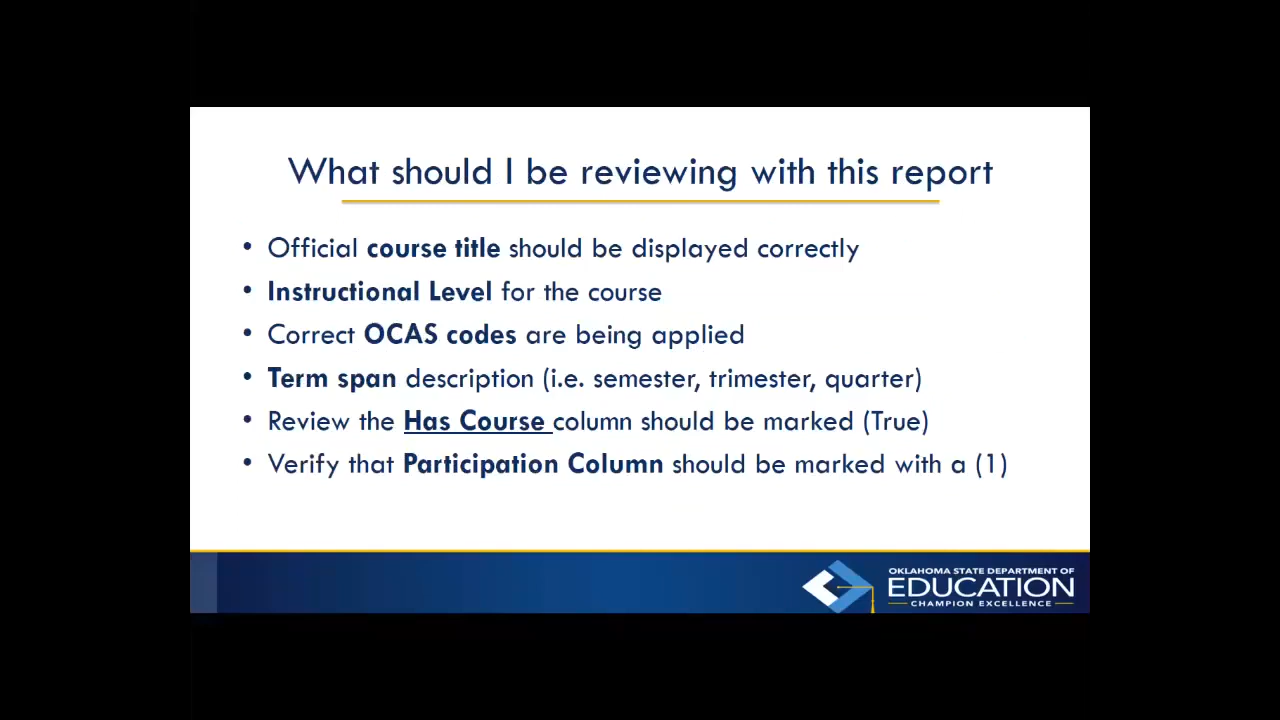 What should I be reviewing with this report
• Official course title should be displayed correctly
• Instructional Level for the course
• Correct OCAS codes are being applied
• Term span description (i.e. semester, trimester, quarter)
• Review the Has Course column should be marked (True)
• Verify that Participation Column should be marked with a (1)
OKLAHOMA STATE DEPARTMENT OF
EDUCATION
CHAMPION EXCELLENCE